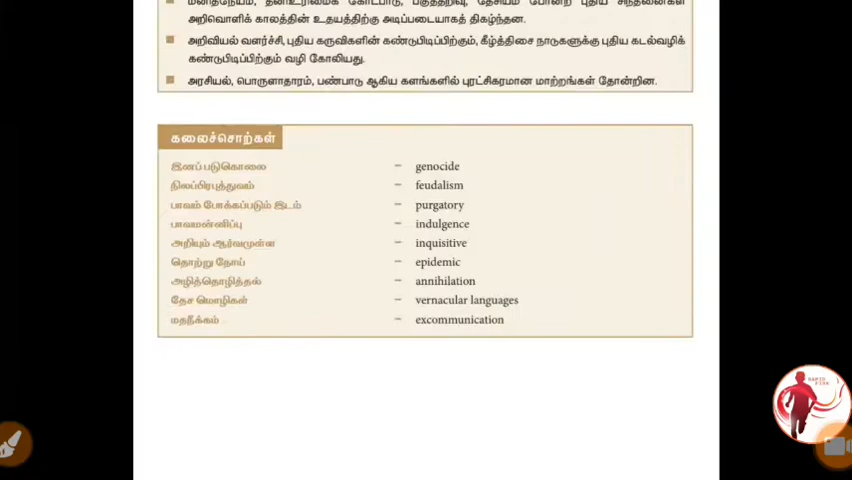 மனிதநேயம், தனிஉரிமைக் கோட்பாடு, பகுத்தறிவு, தேசியம் போன்ற புதிய சிந்தனைகள்
அறிவொளிக் காலத்தின் உதயத்திற்கு அடிப்படையாகத் திகழ்ந்தன.
அறிவியல் வளர்ச்சி, புதிய கருவிகளின் கண்டுபிடிப்பிற்கும், கீழ்த்திசை நாடுகளுக்கு புதிய கடல்வழிக்
கண்டுபிடிப்பிற்கும் வழி கோலியது.
அரசியல், பொருளாதாரம், பண்பாடு ஆகிய களங்களில் புரட்சிகரமான மாற்றங்கள் தோன்றின.
கலைச்சொற்கள்
இனப் படுகொலை – genocide
நிலப்பிரபுத்துவம் – feudalism
பாவம் போக்கப்படும் இடம் – purgatory
பாவமன்னிப்பு – indulgence
அறியும் ஆர்வமுள்ள – inquisitive
தொற்று நோய் – epidemic
அழித்தொழித்தல் – annihilation
தேச மொழிகள் – vernacular languages
மதநீக்கம் – excommunication